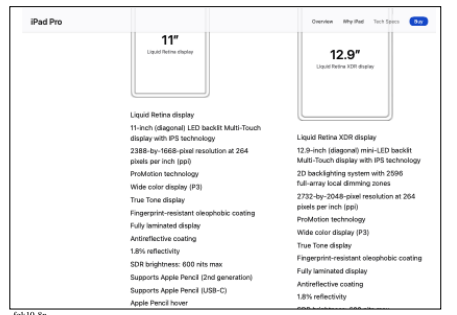 iPad Pro
Overview Why iPad Tech Specs Buy
11"
Liquid Retina display
Liquid Retina display
11-inch (diagonal) LED backlit Multi-Touch
display with IPS technology
2388-by-1668-pixel resolution at 264
pixels per inch (ppi)
ProMotion technology
Wide color display (P3)
True Tone display
Fingerprint-resistant oleophobic coating
Fully laminated display
Antireflective coating
1.8% reflectivity
SDR brightness: 600 nits max
Supports Apple Pencil (2nd generation)
Supports Apple Pencil (USB-C)
Apple Pencil hover
12.9"
Liquid Retina XDR display
Liquid Retina XDR display
12.9-inch (diagonal) mini-LED backlit
Multi-Touch display with IPS technology
2D backlighting system with 2596
full-array local dimming zones
2732-by-2048-pixel resolution at 264
pixels per inch (ppi)
ProMotion technology
Wide color display (P3)
True Tone display
Fingerprint-resistant oleophobic coating
Fully laminated display
Antireflective coating
1.8% reflectivity
SDR brightness: 600 nits max